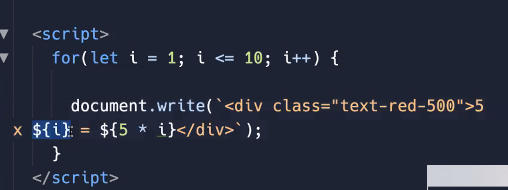 <script>
for(let i = 1; i <= 10; i++) {
document.write(`<div class="text-red-500">5
x ${i} = ${5 * i}</div>`);
}
</script>